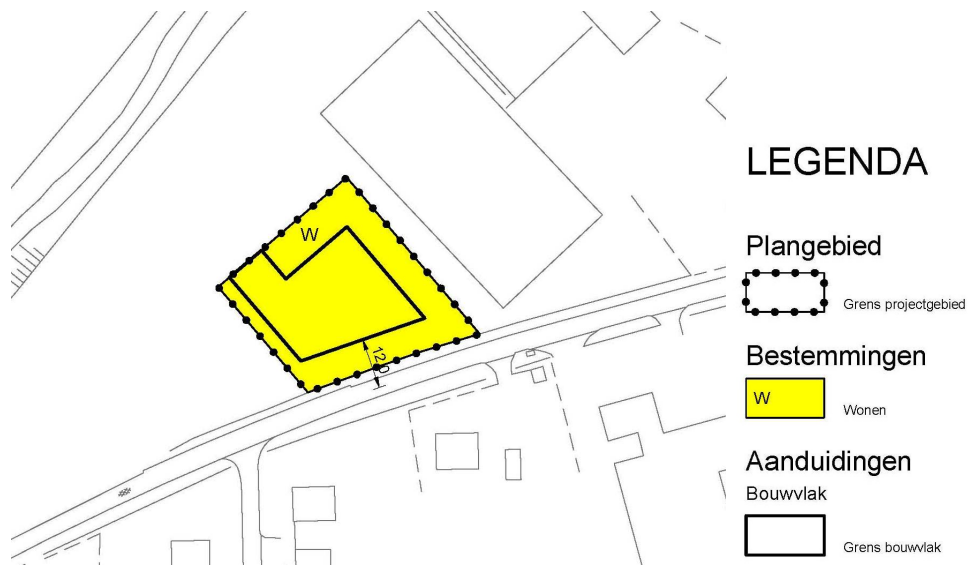 W
12.0
LEGENDA
Plangebied
Grens projectgebied
Bestemmingen
W
Wonen
Aanduidingen
Bouwvlak
Grens bouwvlak